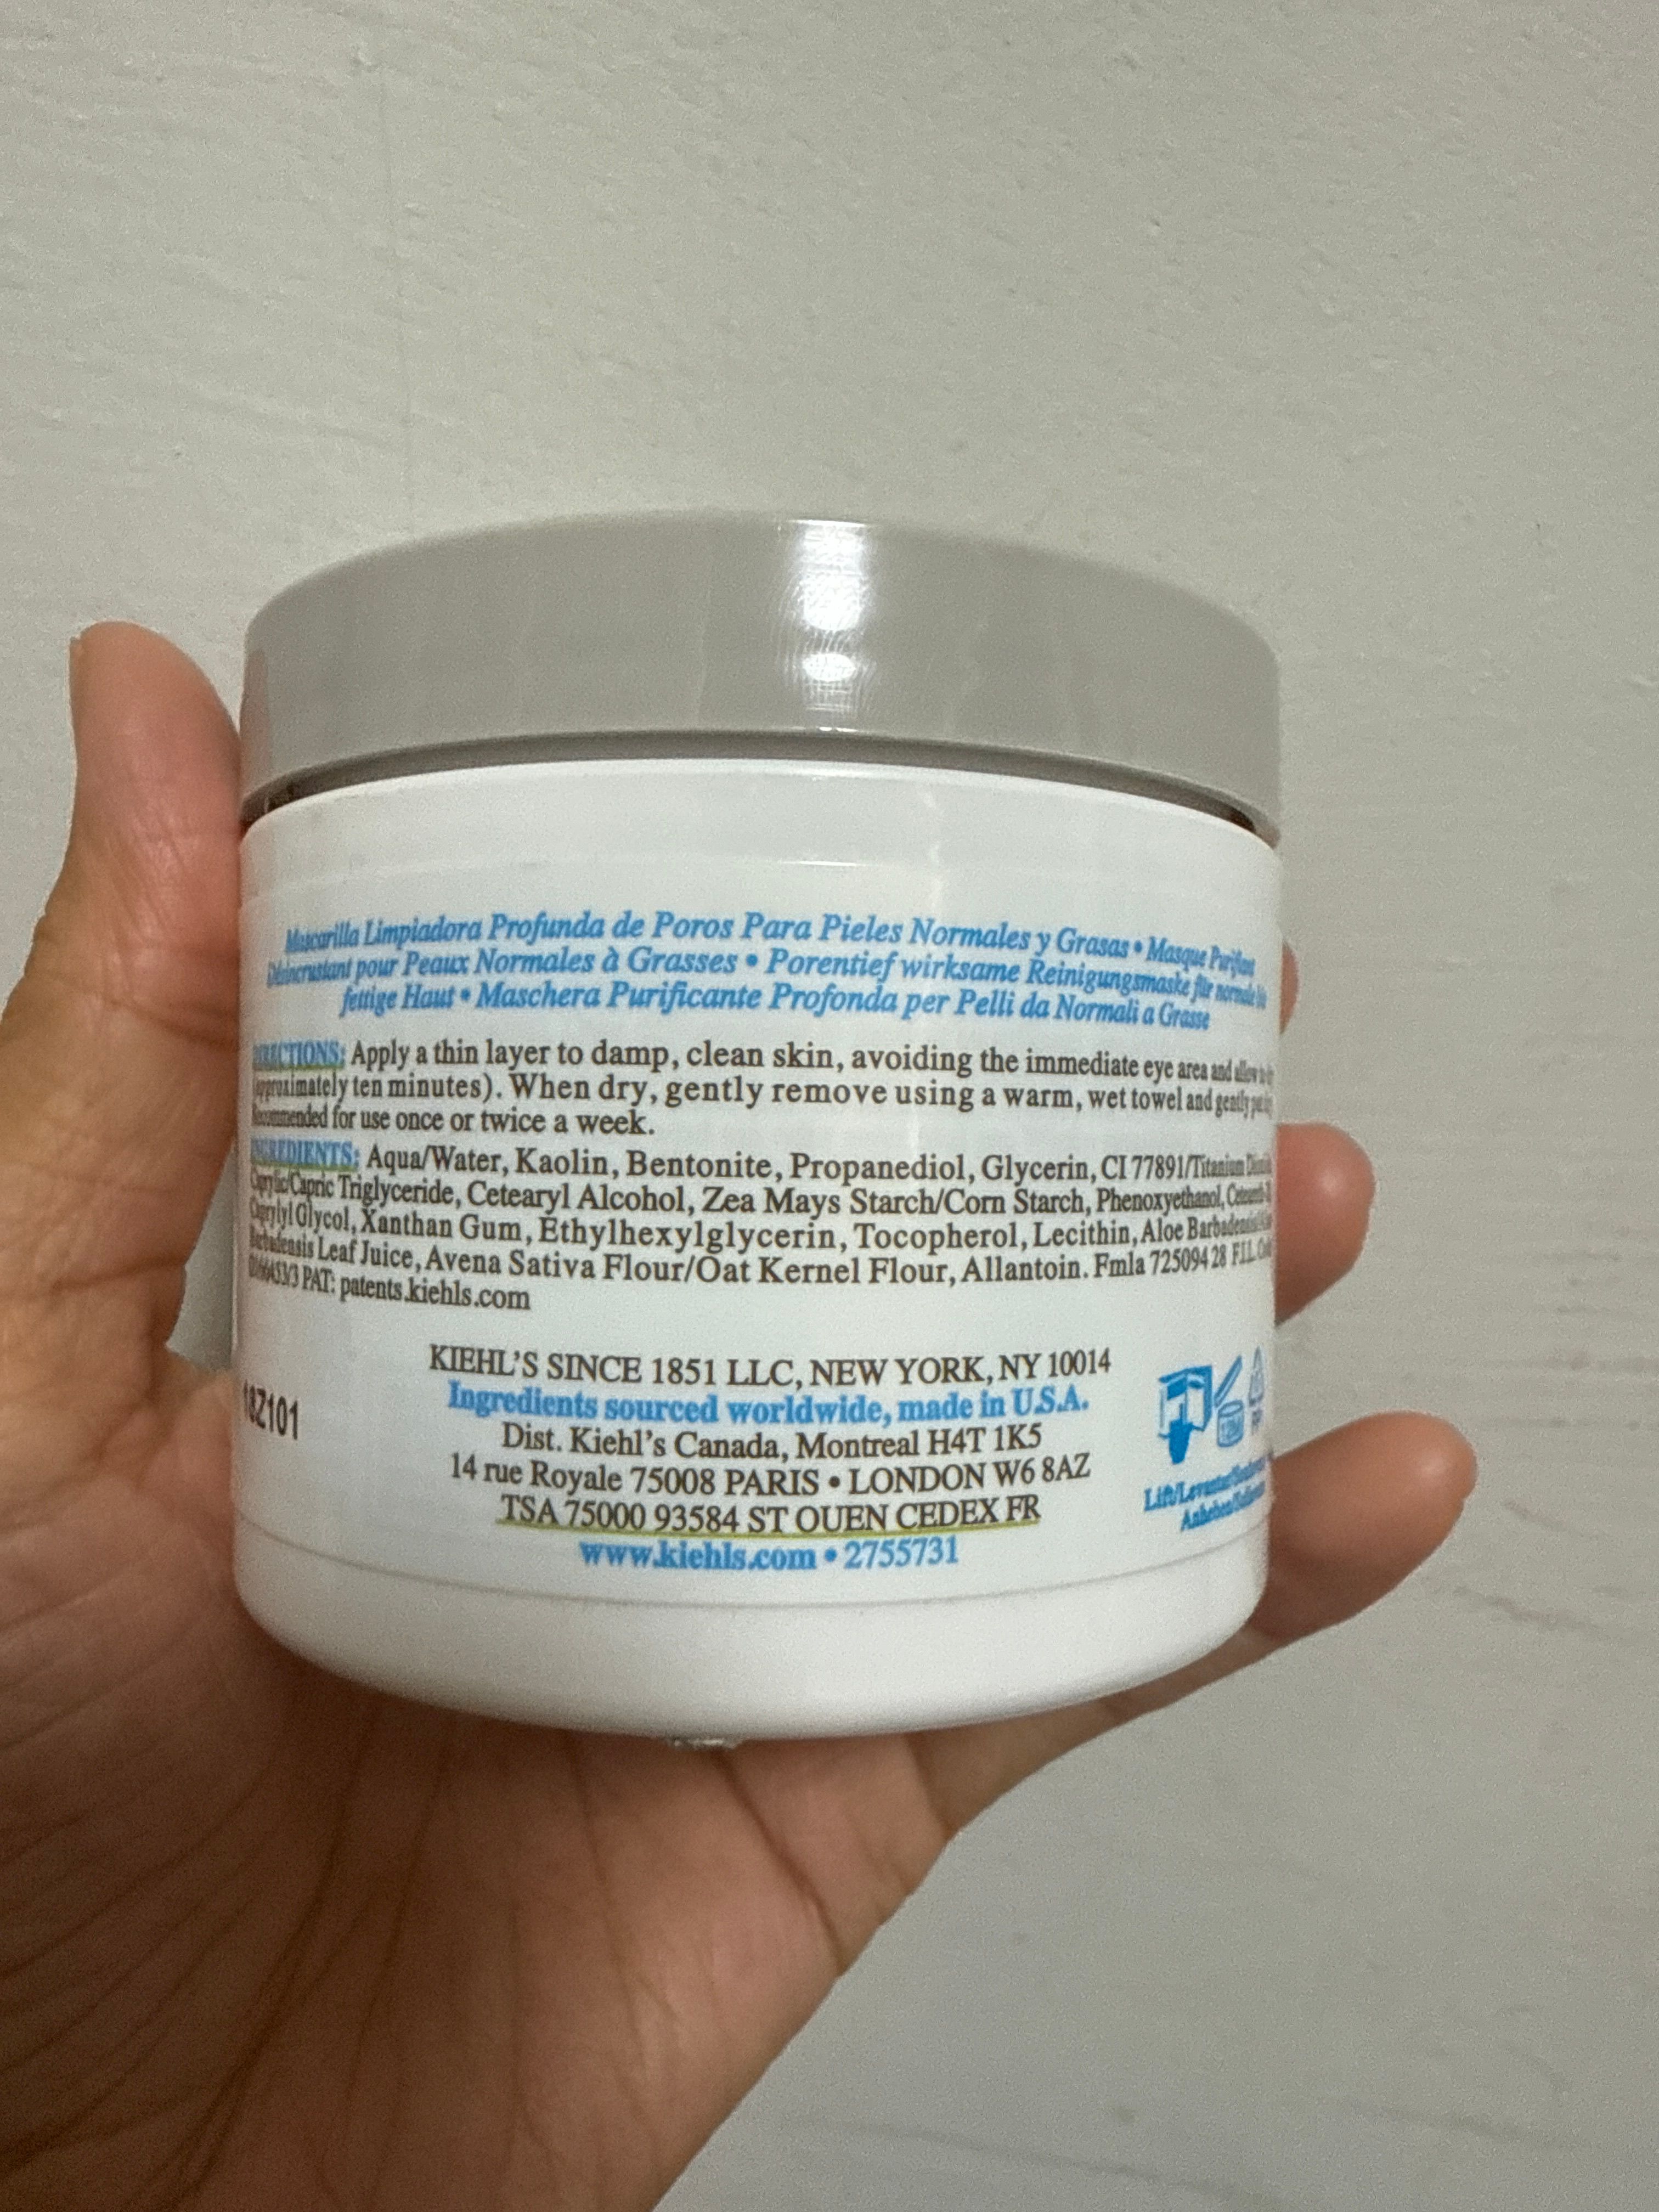 Mascarilla Limpiadora Profunda de Poros Para Pieles Normales y Grasas • Masque Purifiant
Désincrustant pour Peaux Normales à Grasses • Porentief wirksame Reinigungsmaske für normale bis
fettige Haut • Maschera Purificante Profonda per Pelli da Normali a Grasse
DIRECTIONS: Apply a thin layer to damp, clean skin, avoiding the immediate eye area and allow to dry
(approximately ten minutes). When dry, gently remove using a warm, wet towel and gently pat dry.
Recommended for use once or twice a week.
INGREDIENTS: Aqua/Water, Kaolin, Bentonite, Propanediol, Glycerin, CI 77891/Titanium Dioxide,
Caprylic/Capric Triglyceride, Cetearyl Alcohol, Zea Mays Starch/Corn Starch, Phenoxyethanol,
Caprylyl Glycol, Xanthan Gum, Ethylhexylglycerin, Tocopherol, Lecithin, Aloe Barbadensis/Aloe
Barbadensis Leaf Juice, Avena Sativa Flour/Oat Kernel Flour, Allantoin. Fmla 725094 28 F.I.L. Code
PAT: patents.kiehls.com
KIEHL'S SINCE 1851 LLC, NEW YORK, NY 10014
Ingredients sourced worldwide, made in U.S.A.
18Z101
Dist. Kiehl's Canada, Montreal H4T 1K5
14 rue Royale 75008 PARIS • LONDON W6 8AZ
TSA 75000 93584 ST OUEN CEDEX FR
www.kiehls.com • 2755731
12M
PP